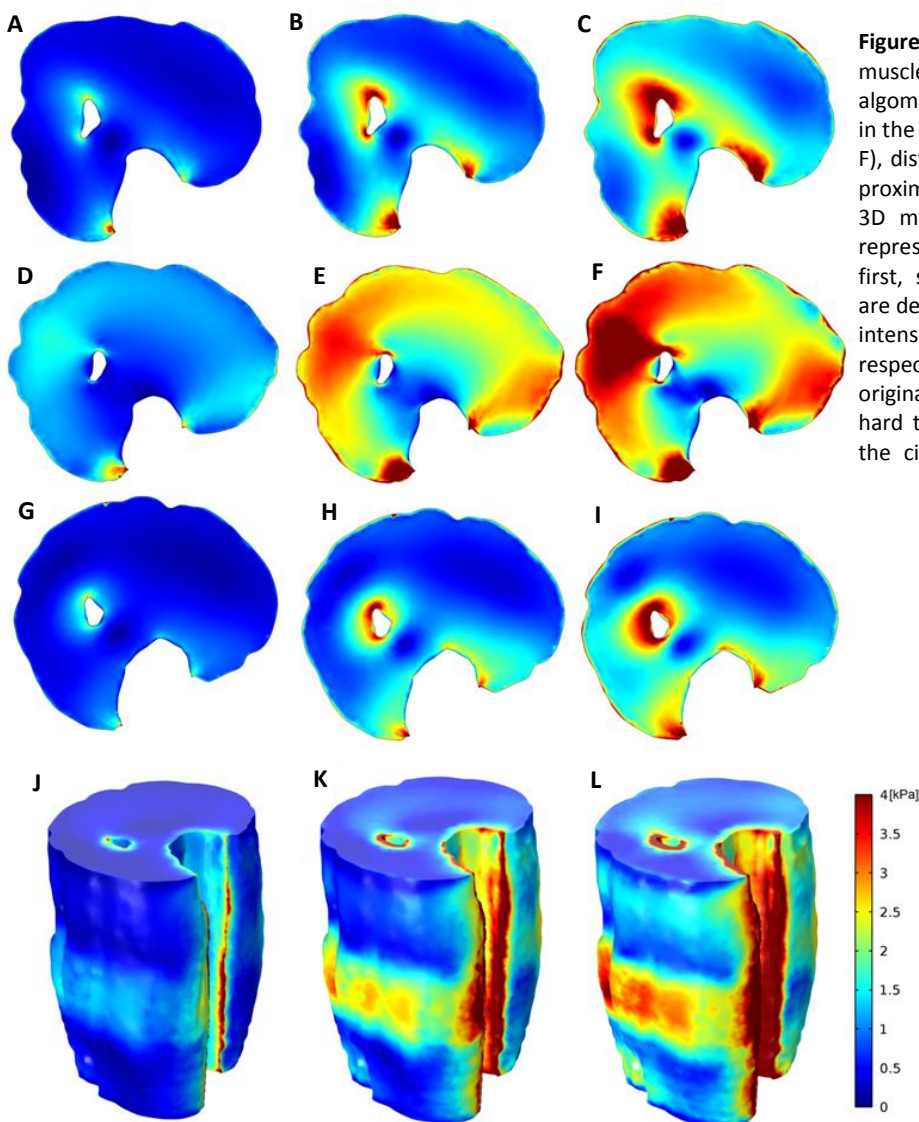 A
B
C
Figure
muscle
algom
in the
F), dist
proxim
3D m
repres
first, s
are de
intens
respec
origina
hard t
the ci
D
E
F
G
H
I
J
K
L
4[kPa]
3.5
3
2.5
2
1.5
1
0.5
0